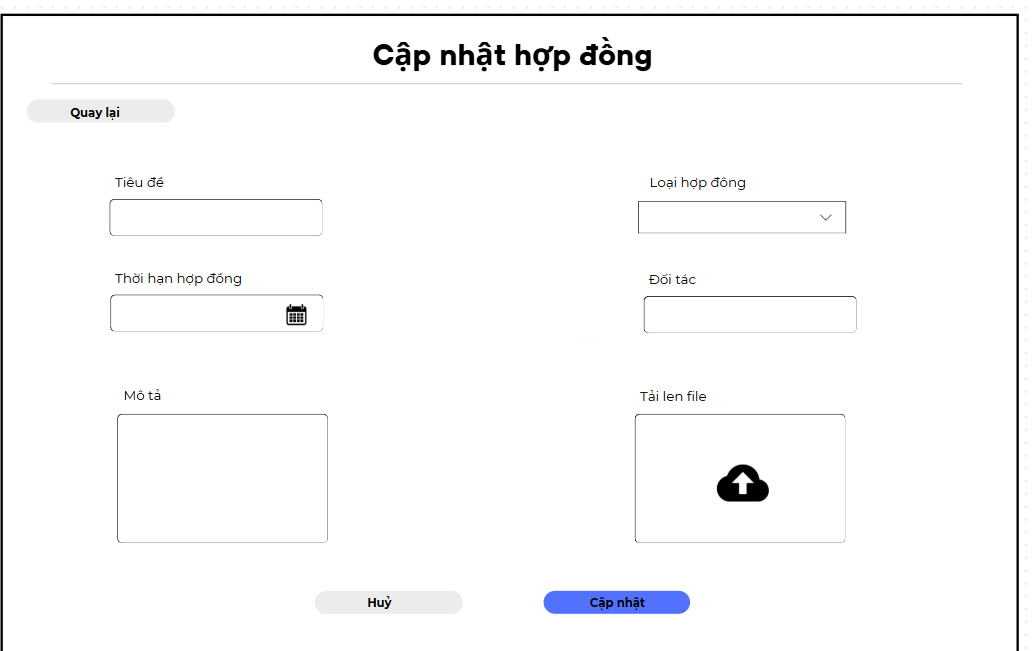 Cập nhật hợp đồng
Quay lại
Tiêu đề
Loại hợp đông
Thời hạn hợp đồng
Đối tác
Mô tả
Tải len file
Huỷ
Cập nhật